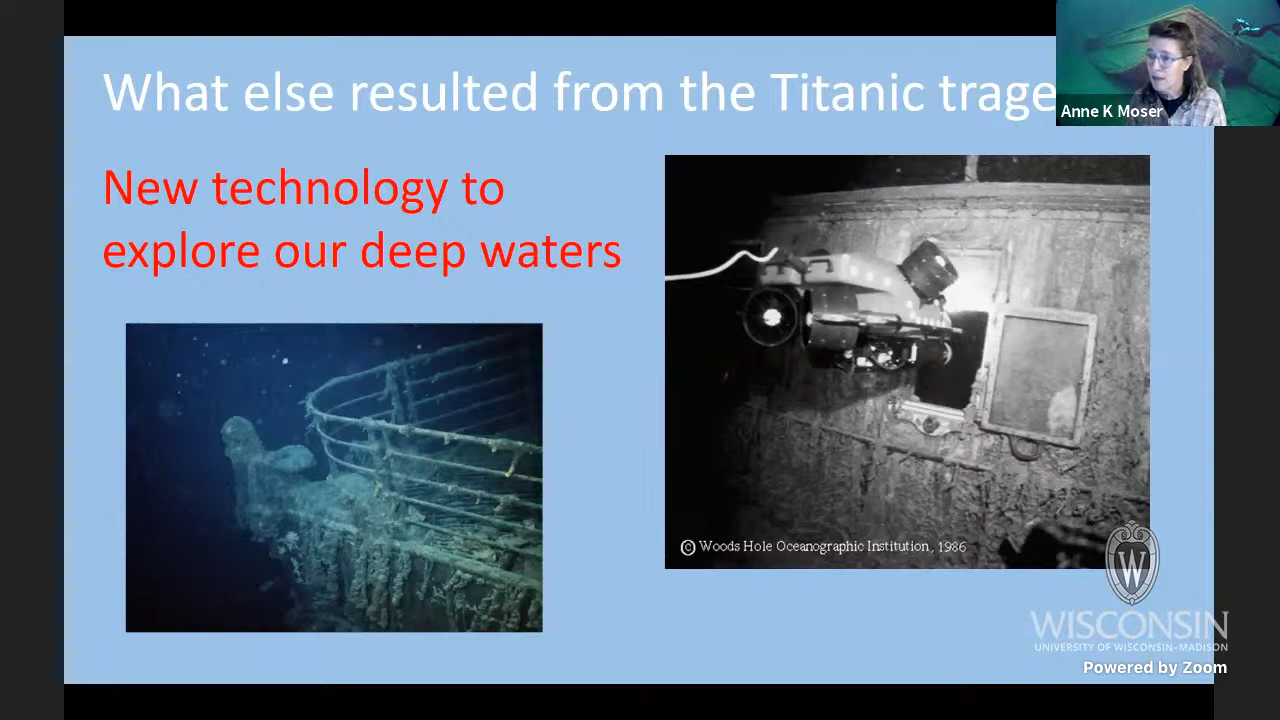 What else resulted from the Titanic trage
Anne K Moser
New technology to
explore our deep waters
© Woods Hole Oceanographic Institution, 1986
W
WISCONSIN
UNIVERSITY OF WISCONSIN–MADISON
Powered by Zoom